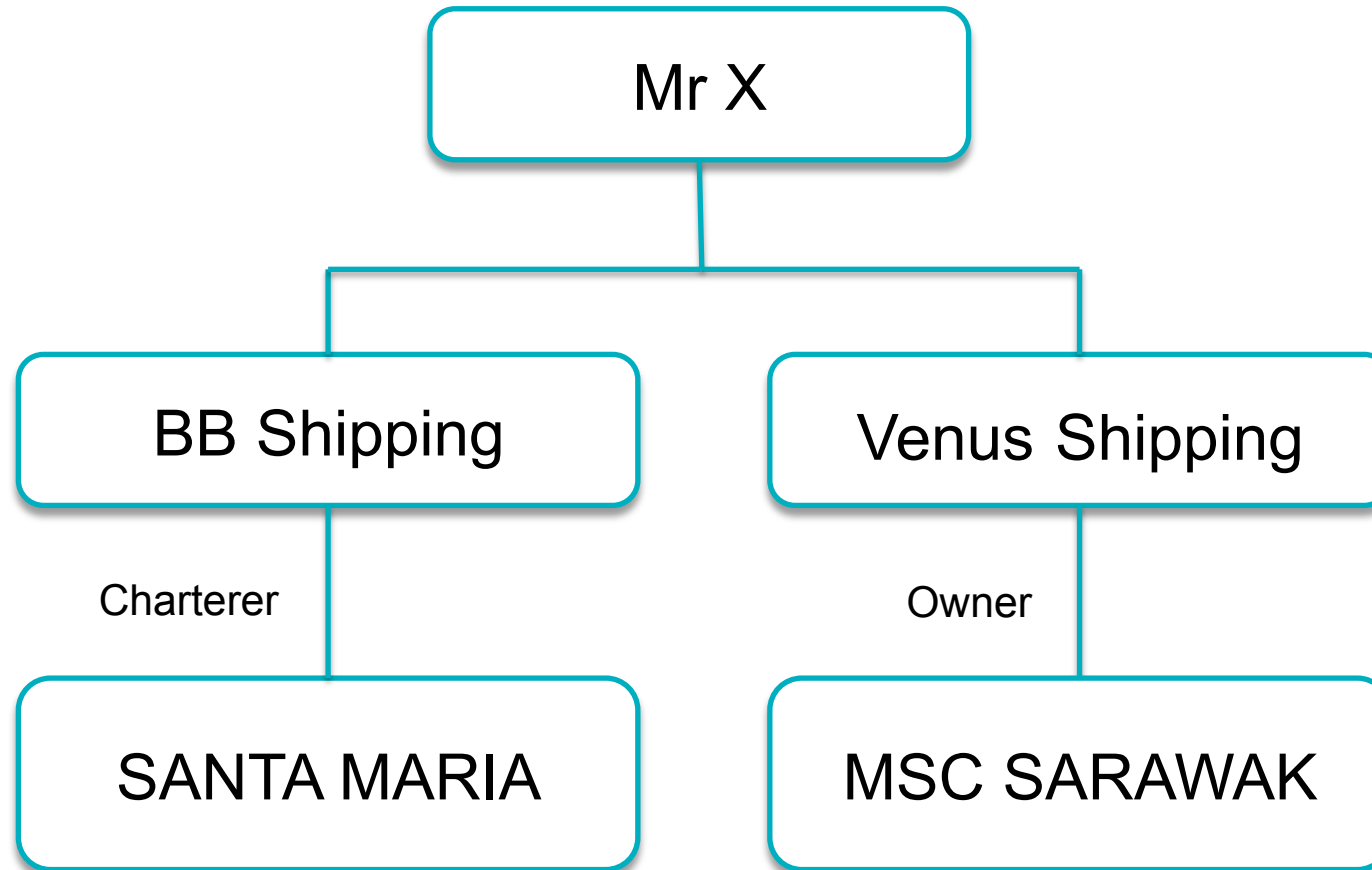 Mr X
BB Shipping
Venus Shipping
Charterer
Owner
SANTA MARIA
MSC SARAWAK